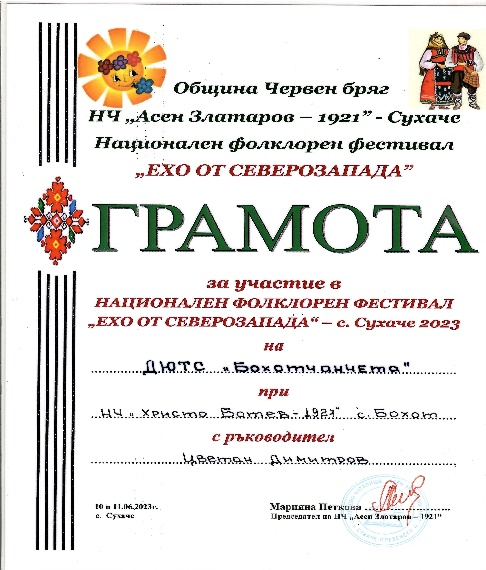 Община Червен бряг
НЧ „Асен Златаров – 1921” - Сухаче
Национален фолклорен фестивал
„ЕХО ОТ СЕВЕРОЗАПАДА”
ГРАМОТА
за участие в
НАЦИОНАЛЕН ФОЛКЛОРЕН ФЕСТИВАЛ
„ЕХО ОТ СЕВЕРОЗАПАДА“ – с. Сухаче 2023
на
ДЮТС „Бохотчанчета"
при
НЧ „Христо Ботев - 1921" с. Бохот
с ръководител
Цветан Димитров
10 и 11.06.2023г.
с. Сухаче
Марияна Петкова
Председател на НЧ „Асен Златаров – 1921"